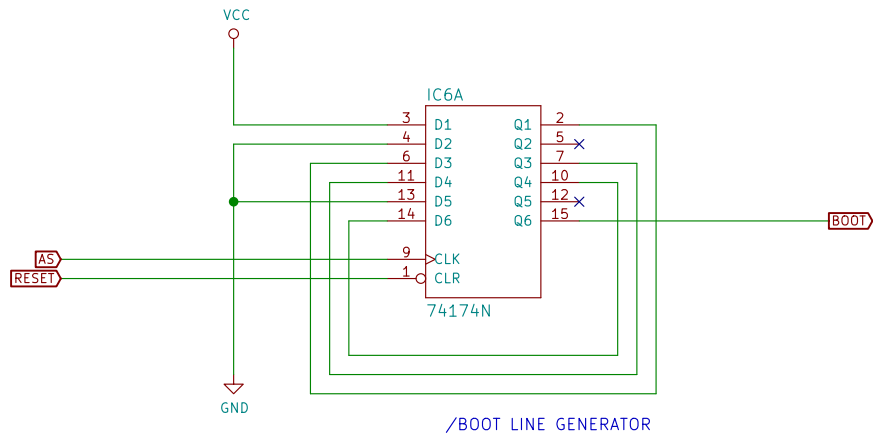 VCC
IC6A
3 D1 Q1 2
4 D2 Q2 5
6 D3 Q3 7
11 D4 Q4 10
13 D5 Q5 12
14 D6 Q6 15
BOOT
AS
9 CLK
RESET
1 CLR
74174N
GND
/BOOT LINE GENERATOR